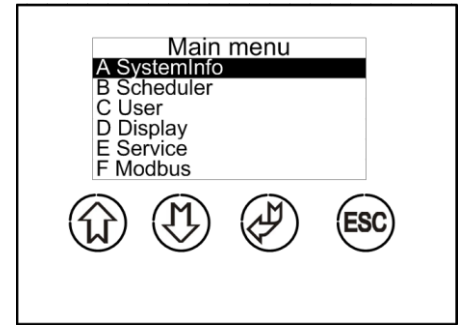 Main menu
A SystemInfo
B Scheduler
C User
D Display
E Service
F Modbus
ESC